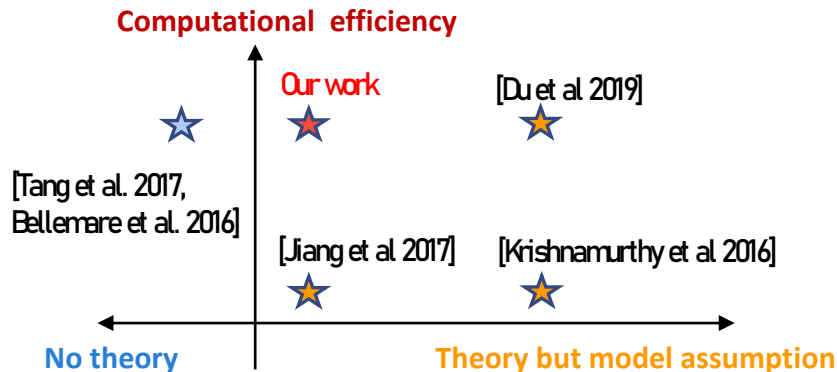 Computational efficiency
Our work
[Du et al 2019]
[Tang et al. 2017,
Bellemare et al. 2016]
[Jiang et al 2017]
[Krishnamurthy et al 2016]
No theory
Theory but model assumption